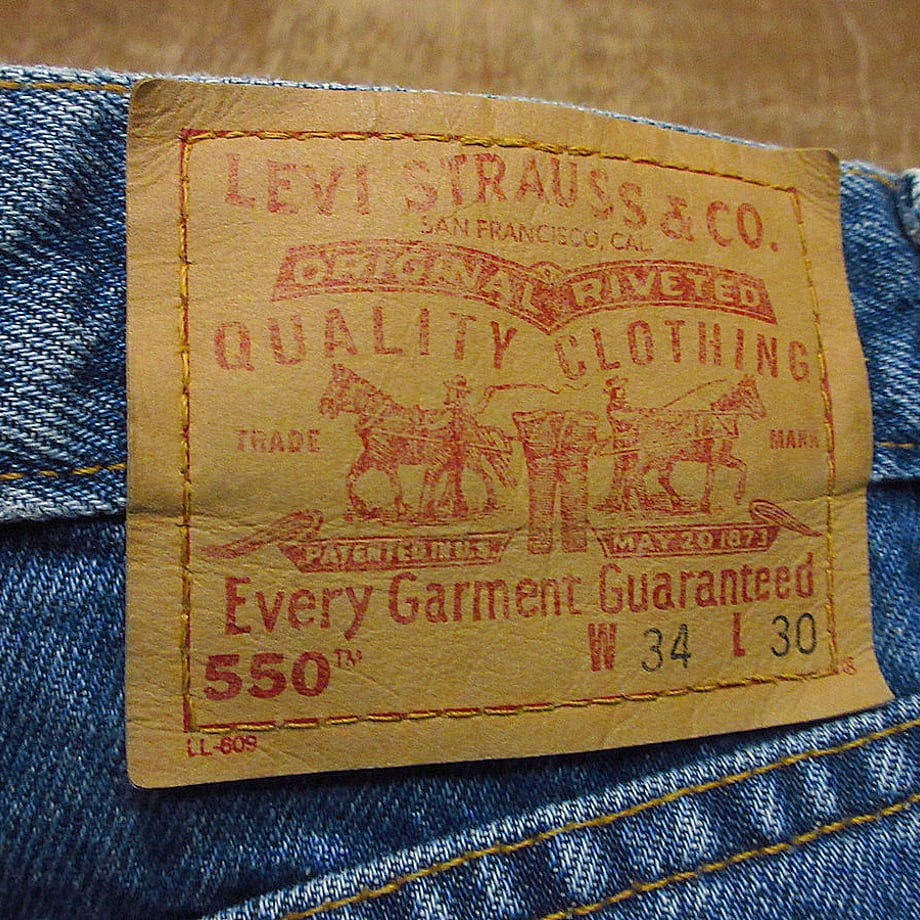 LEVI STRAUSS & CO.
SAN FRANCISCO, CAL.
ORIGINAL RIVETED
QUALITY CLOTHING
TRADE MARK
PATENTED IN U.S. MAY 20 1873
Every Garment Guaranteed
550™ W 34 L 30
LL-609